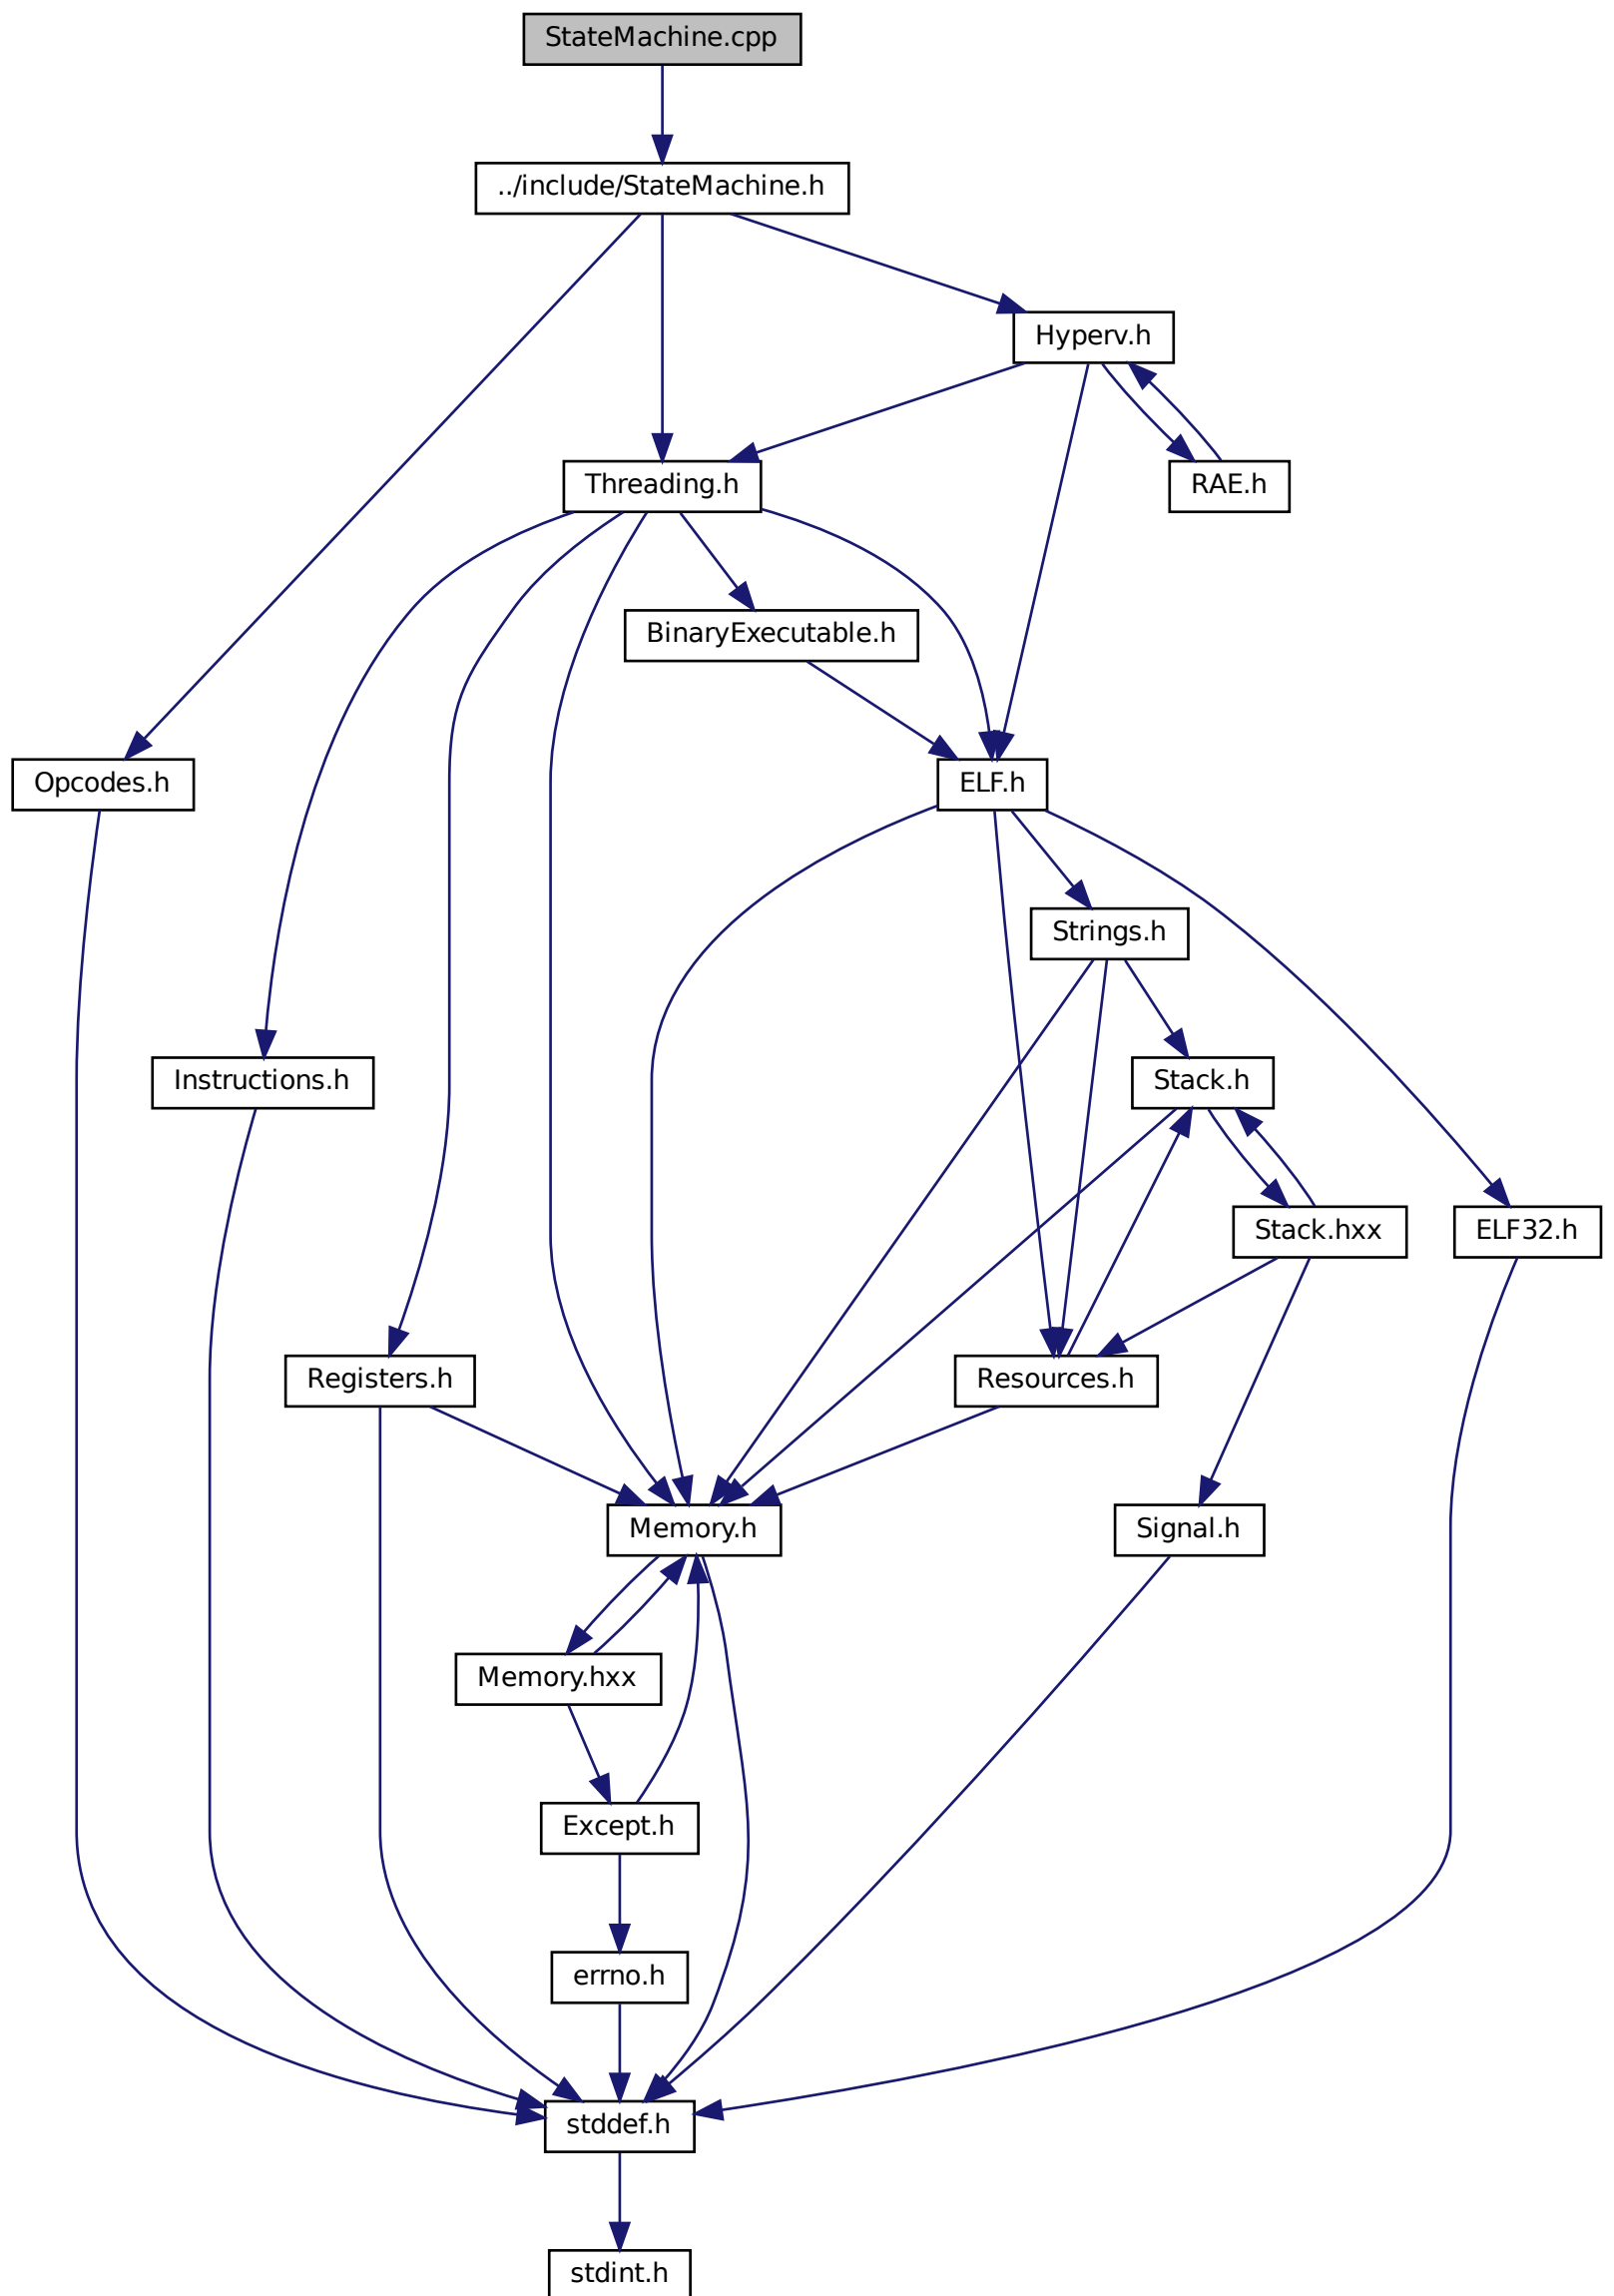 StateMachine.cpp
../include/StateMachine.h
Hyperv.h
Threading.h
RAE.h
BinaryExecutable.h
Opcodes.h
ELF.h
Strings.h
Instructions.h
Stack.h
Stack.hxx
ELF32.h
Registers.h
Resources.h
Memory.h
Signal.h
Memory.hxx
Except.h
errno.h
stddef.h
stdint.h